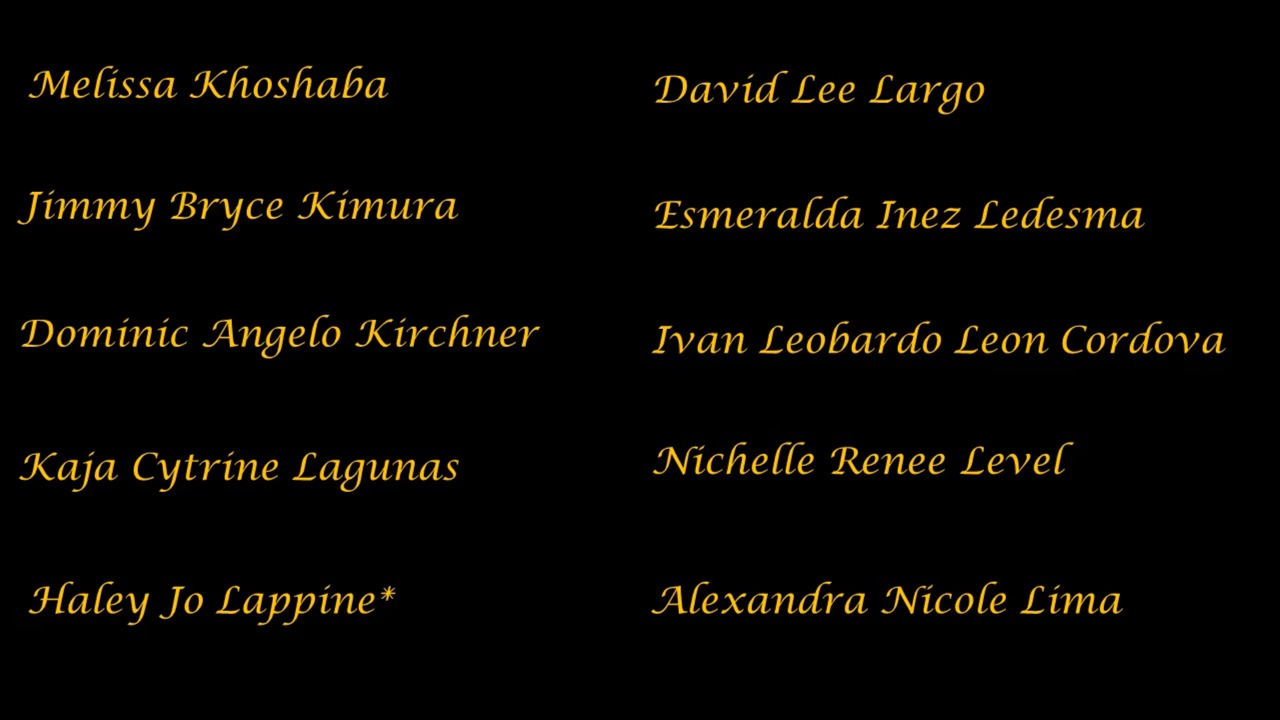 Melissa Khoshaba
Jimmy Bryce Kimura
Dominic Angelo Kirchner
Kaja Cytrine Lagunas
Haley Jo Lappine*
David Lee Largo
Esmeralda Inez Ledesma
Ivan Leobardo Leon Cordova
Nichelle Renee Level
Alexandra Nicole Lima